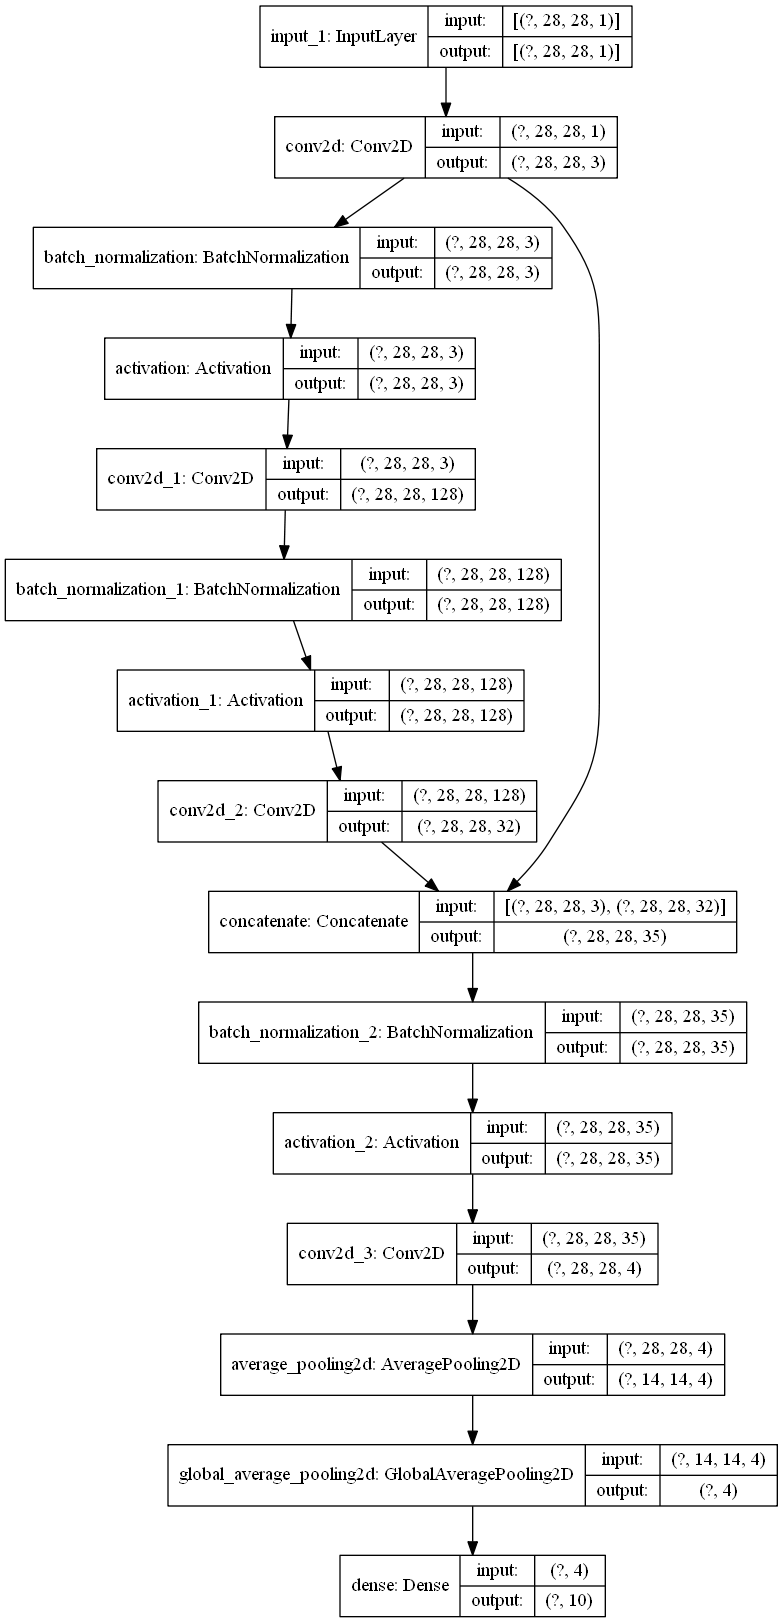 input_1: InputLayer
input: [(?, 28, 28, 1)]
output: [(?, 28, 28, 1)]
conv2d: Conv2D
input: (?, 28, 28, 1)
output: (?, 28, 28, 3)
batch_normalization: BatchNormalization
input: (?, 28, 28, 3)
output: (?, 28, 28, 3)
activation: Activation
input: (?, 28, 28, 3)
output: (?, 28, 28, 3)
conv2d_1: Conv2D
input: (?, 28, 28, 3)
output: (?, 28, 28, 128)
batch_normalization_1: BatchNormalization
input: (?, 28, 28, 128)
output: (?, 28, 28, 128)
activation_1: Activation
input: (?, 28, 28, 128)
output: (?, 28, 28, 128)
conv2d_2: Conv2D
input: (?, 28, 28, 128)
output: (?, 28, 28, 32)
concatenate: Concatenate
input: [(?, 28, 28, 3), (?, 28, 28, 32)]
output: (?, 28, 28, 35)
batch_normalization_2: BatchNormalization
input: (?, 28, 28, 35)
output: (?, 28, 28, 35)
activation_2: Activation
input: (?, 28, 28, 35)
output: (?, 28, 28, 35)
conv2d_3: Conv2D
input: (?, 28, 28, 35)
output: (?, 28, 28, 4)
average_pooling2d: AveragePooling2D
input: (?, 28, 28, 4)
output: (?, 14, 14, 4)
global_average_pooling2d: GlobalAveragePooling2D
input: (?, 14, 14, 4)
output: (?, 4)
dense: Dense
input: (?, 4)
output: (?, 10)